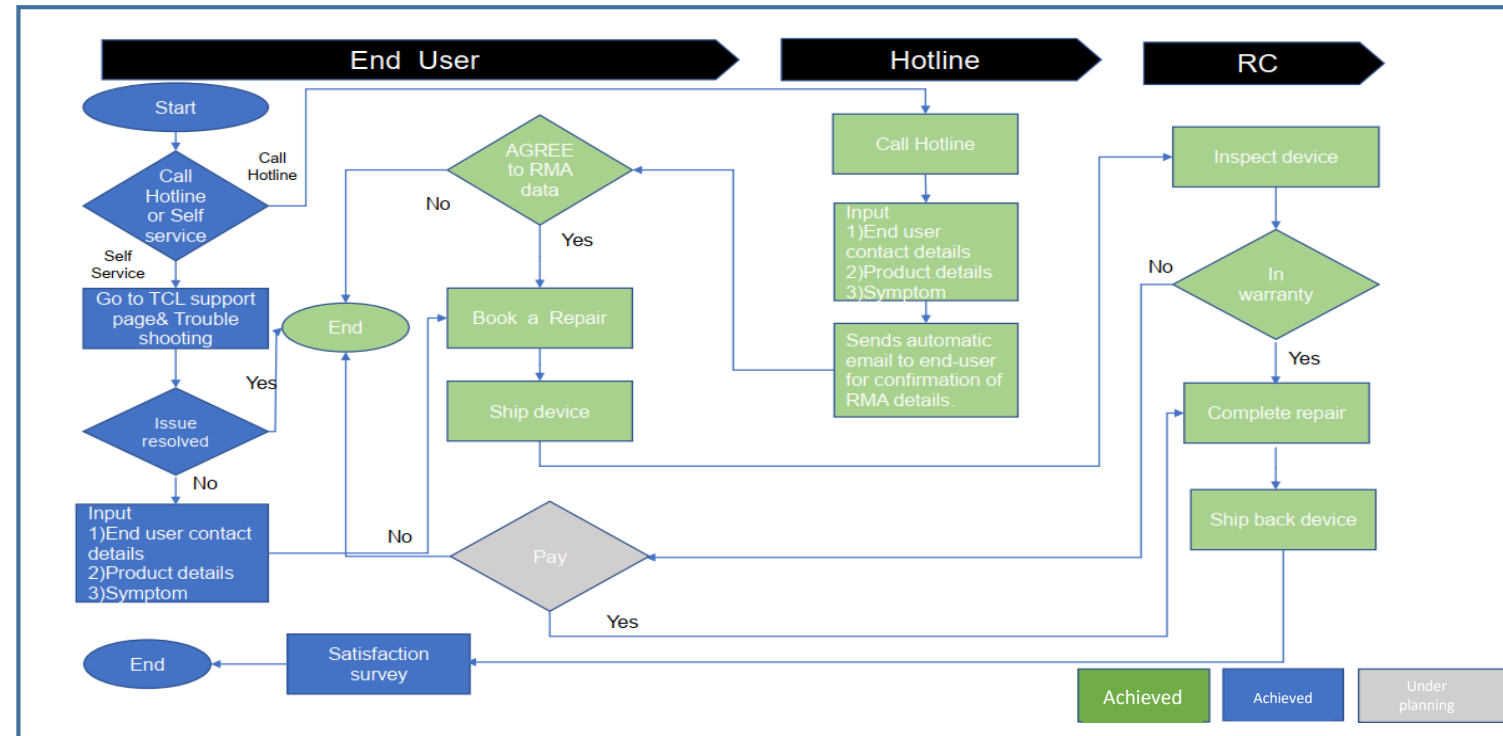 End User
Hotline
RC
Start
Call
Hotline
Call
Hotline
or Self
service
Self
Service
Go to TCL support
page& Trouble
shooting
Yes
Issue
resolved
No
Input
1)End user contact
details
2)Product details
3)Symptom
End
AGREE
to RMA
data
No
Yes
Book a Repair
Ship device
No
Pay
Yes
Call Hotline
Input
1)End user
contact details
2)Product details
3)Symptom
Sends automatic
email to end-user
for confirmation of
RMA details.
Inspect device
No
In
warranty
Yes
Complete repair
Ship back device
End
Satisfaction
survey
Achieved
Achieved
Under
planning